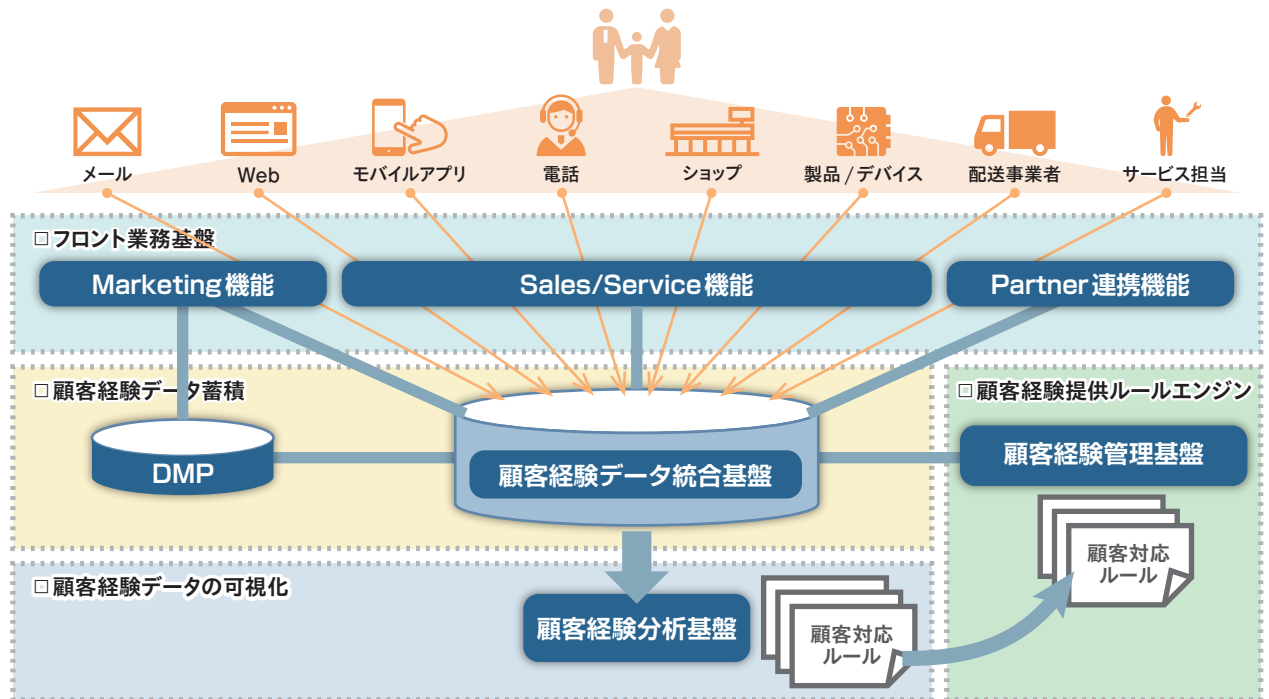 メール
Web
モバイルアプリ
電話
ショップ
製品/デバイス
配送事業者
サービス担当
□フロント業務基盤
Marketing機能
Sales/Service機能
Partner連携機能
□顧客経験データ蓄積
□顧客経験提供ルールエンジン
DMP
顧客経験データ統合基盤
顧客経験管理基盤
顧客対応
ルール
□顧客経験データの可視化
顧客経験分析基盤
顧客対応
ルール